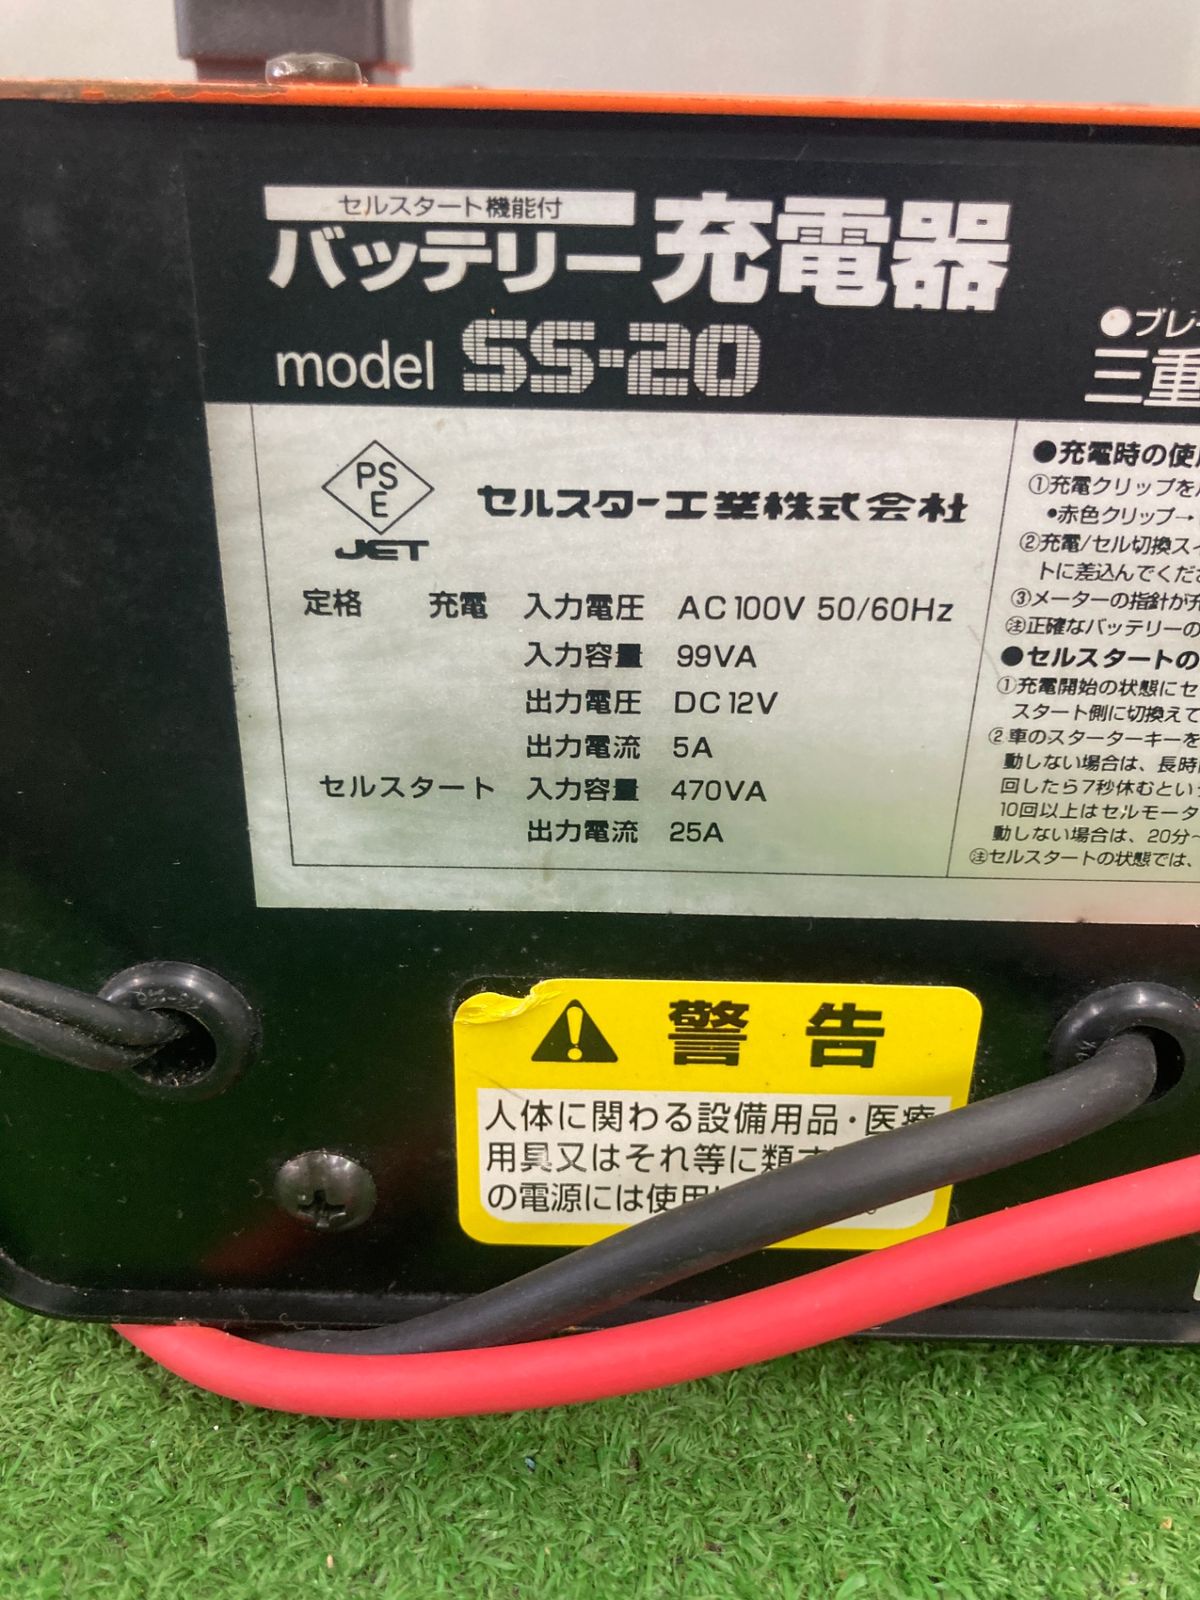 セルスタート機能付
バッテリー充電器
model SS-20
●ブレ
三重
PS
E
JET
セルスター工業株式会社
定格 充電 入力電圧 AC100V 50/60Hz
入力容量 99VA
出力電圧 DC12V
出力電流 5A
セルスタート 入力容量 470VA
出力電流 25A
●充電時の使
①充電クリップを
•赤色クリップ→
②充電/セル切換ス
トに差込んでくだ
③メーターの指針が
㊟正確なバッテリーの
●セルスタートの
①充電開始の状態にセ
スタート側に切換えて
②車のスターターキーを
動しない場合は、長時
回したら7秒休むとい
10回以上はセルモータ
動しない場合は、20分〜
㊟セルスタートの状態では、
警告
人体に関わる設備用品・医療
用具又はそれ等に類す
の電源には使用